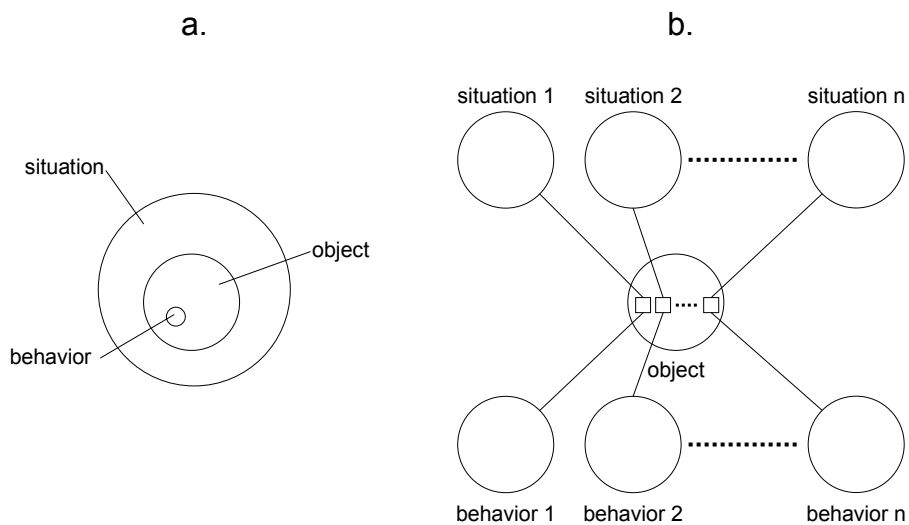 a.
situation
object
behavior
b.
situation 1
situation 2
situation n
object
behavior 1
behavior 2
behavior n